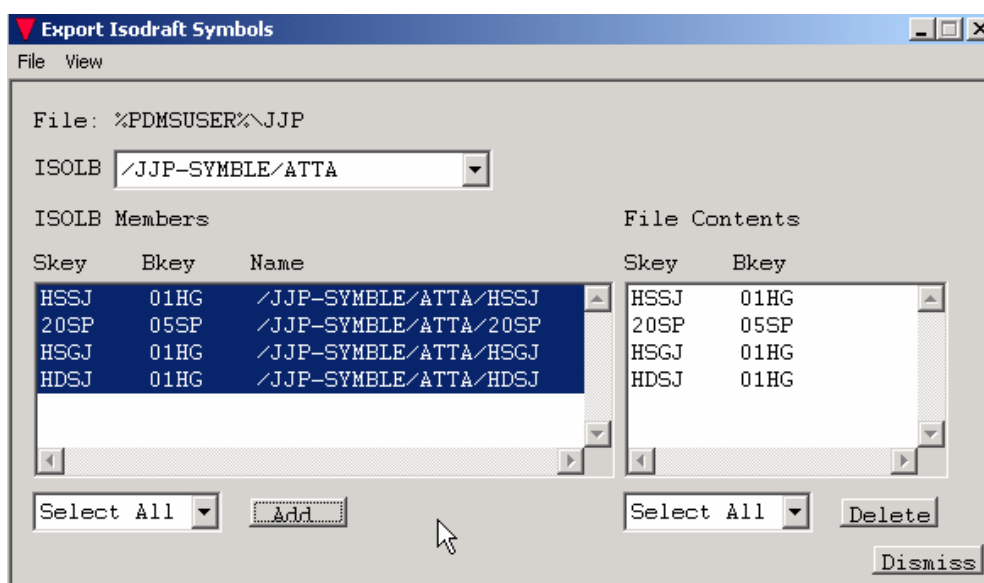 Export Isodraft Symbols
File View
File: %PDMSUSER%\JJP
ISOLB /JJP-SYMBLE/ATTA
ISOLB Members File Contents
Skey Bkey Name Skey Bkey
HSSJ 01HG /JJP-SYMBLE/ATTA/HSSJ HSSJ 01HG
20SP 05SP /JJP-SYMBLE/ATTA/20SP 20SP 05SP
HSGJ 01HG /JJP-SYMBLE/ATTA/HSGJ HSGJ 01HG
HDSJ 01HG /JJP-SYMBLE/ATTA/HDSJ HDSJ 01HG
Select All Add Select All Delete
Dismiss